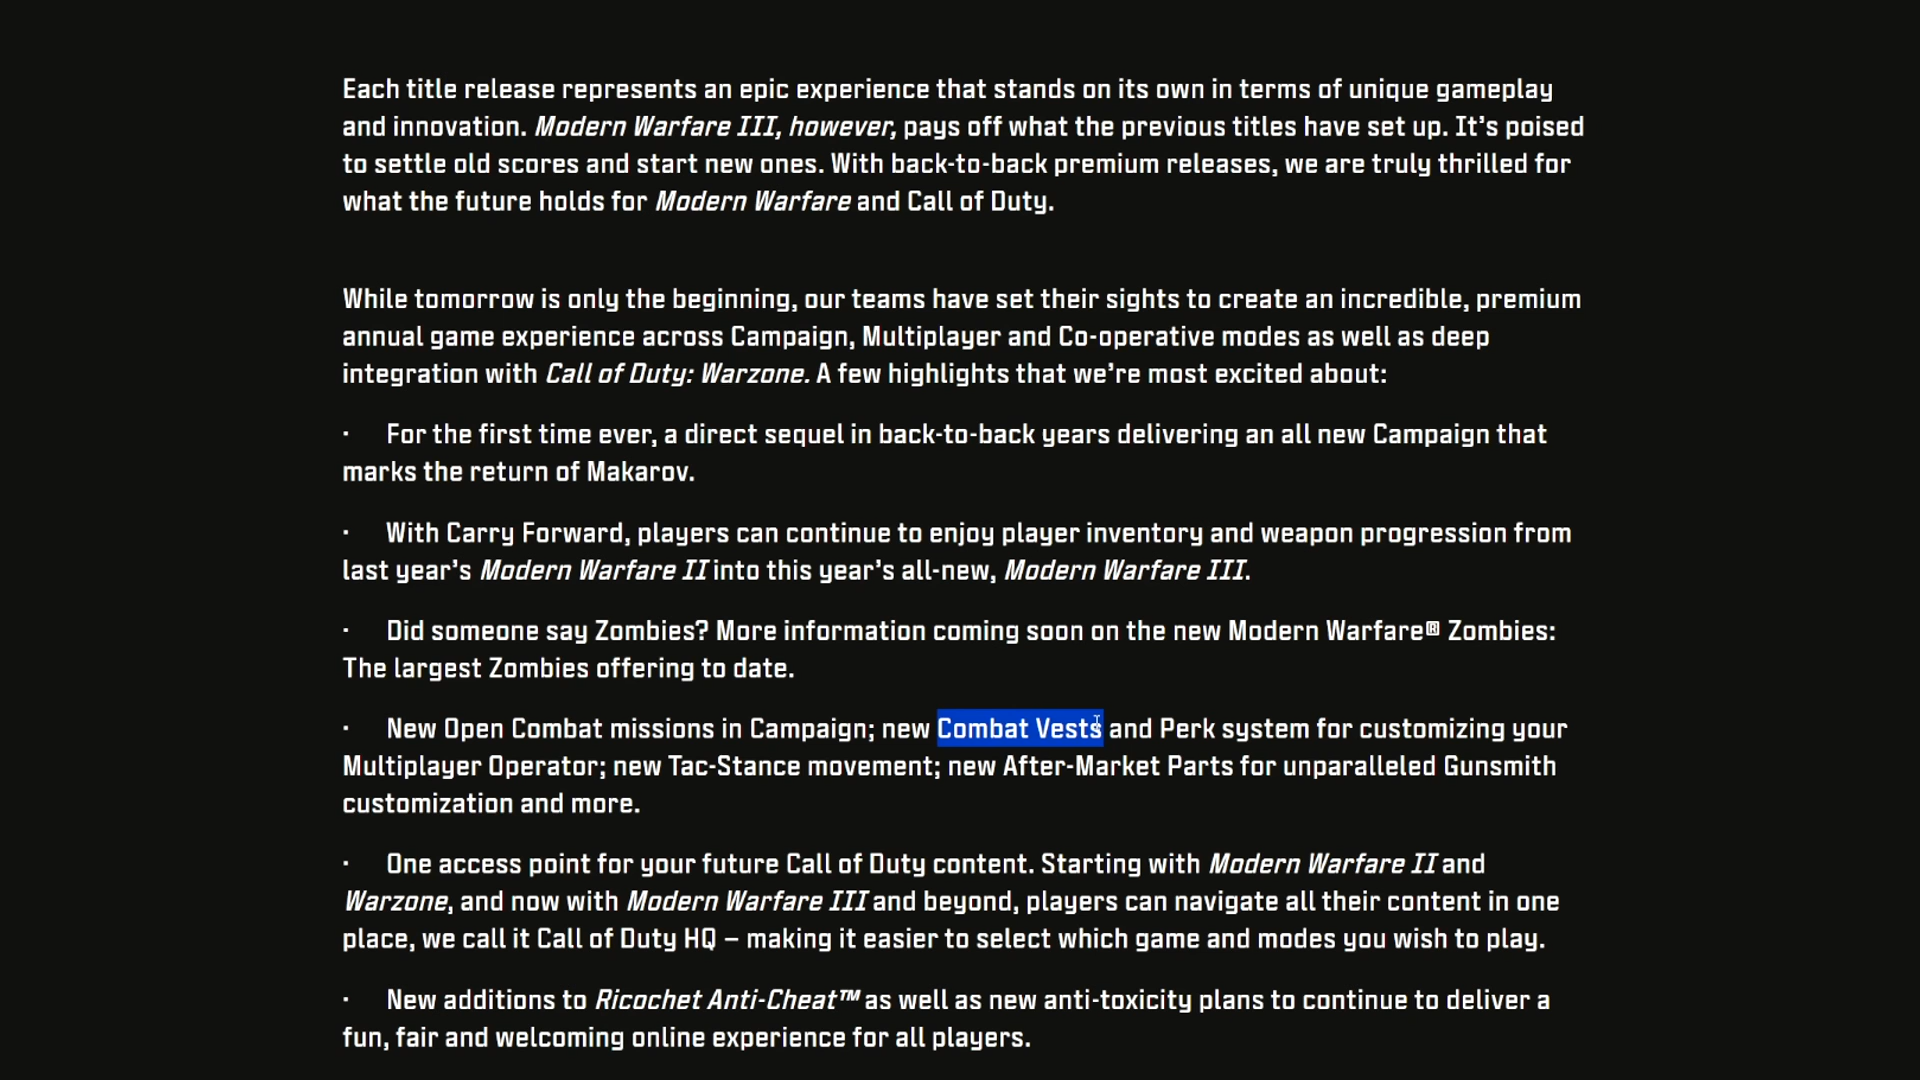 Each title release represents an epic experience that stands on its own in terms of unique gameplay
and innovation. Modern Warfare III, however, pays off what the previous titles have set up. It's poised
to settle old scores and start new ones. With back-to-back premium releases, we are truly thrilled for
what the future holds for Modern Warfare and Call of Duty.
While tomorrow is only the beginning, our teams have set their sights to create an incredible, premium
annual game experience across Campaign, Multiplayer and Co-operative modes as well as deep
integration with Call of Duty: Warzone. A few highlights that we're most excited about:
· For the first time ever, a direct sequel in back-to-back years delivering an all new Campaign that
marks the return of Makarov.
· With Carry Forward, players can continue to enjoy player inventory and weapon progression from
last year's Modern Warfare II into this year's all-new, Modern Warfare III.
· Did someone say Zombies? More information coming soon on the new Modern Warfare® Zombies:
The largest Zombies offering to date.
· New Open Combat missions in Campaign; new Combat Vests and Perk system for customizing your
Multiplayer Operator; new Tac-Stance movement; new After-Market Parts for unparalleled Gunsmith
customization and more.
· One access point for your future Call of Duty content. Starting with Modern Warfare II and
Warzone, and now with Modern Warfare III and beyond, players can navigate all their content in one
place, we call it Call of Duty HQ – making it easier to select which game and modes you wish to play.
· New additions to Ricochet Anti-Cheat™ as well as new anti-toxicity plans to continue to deliver a
fun, fair and welcoming online experience for all players.